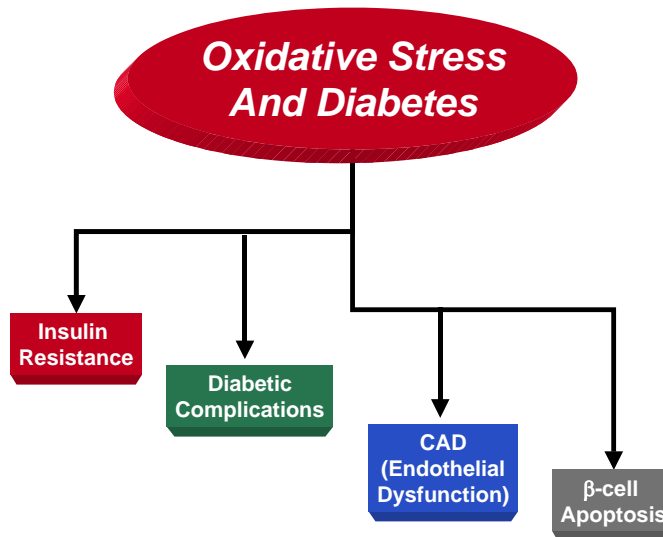 Oxidative Stress
And Diabetes
Insulin
Resistance
Diabetic
Complications
CAD
(Endothelial
Dysfunction)
β-cell
Apoptosis